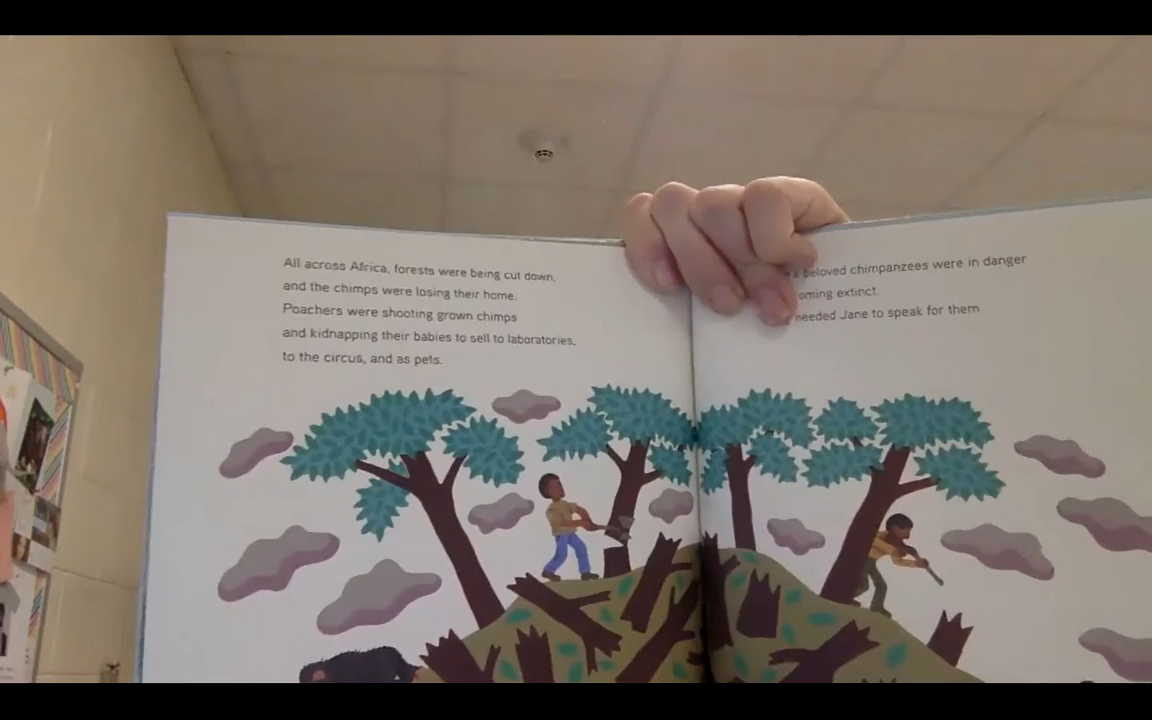 All across Africa, forests were being cut down,
and the chimps were losing their home.
Poachers were shooting grown chimps
and kidnapping their babies to sell to laboratories,
to the circus, and as pets.
beloved chimpanzees were in danger
extinct.
needed Jane to speak for them